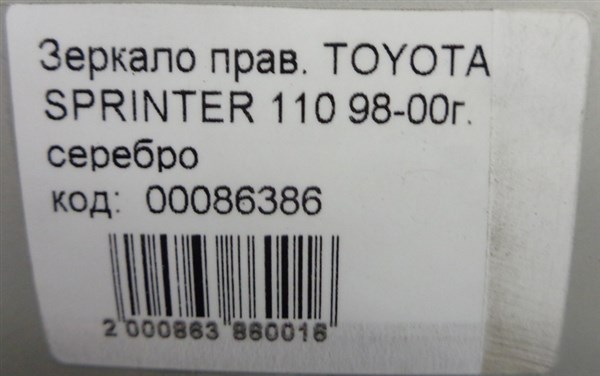 Зеркало прав. TOYOTA
SPRINTER 110 98-00г.
серебро
код: 00086386
2 000863 860016